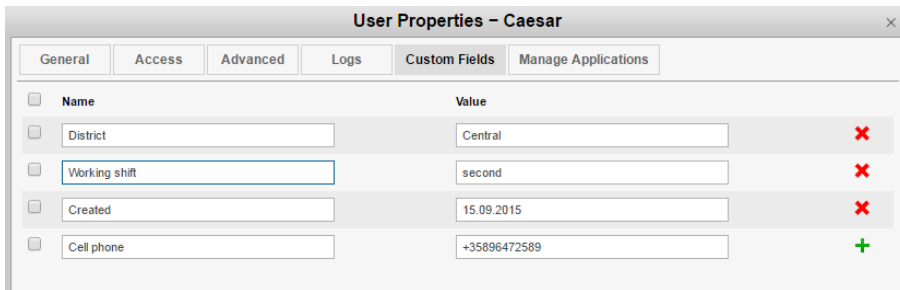 User Properties – Caesar
General Access Advanced Logs Custom Fields Manage Applications
Name Value
District Central
Working shift second
Created 15.09.2015
Cell phone +35896472589